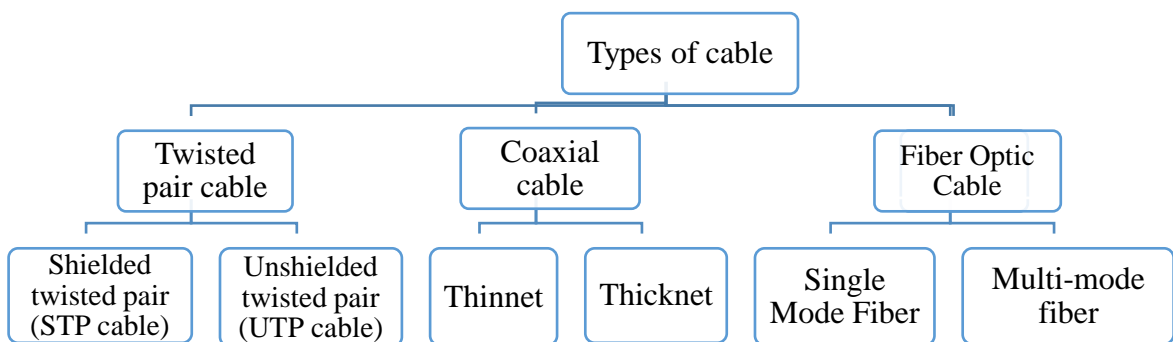 Types of cable
Twisted
pair cable
Coaxial
cable
Fiber Optic
Cable
Shielded
twisted pair
(STP cable)
Unshielded
twisted pair
(UTP cable)
Thinnet
Thicknet
Single
Mode Fiber
Multi-mode
fiber